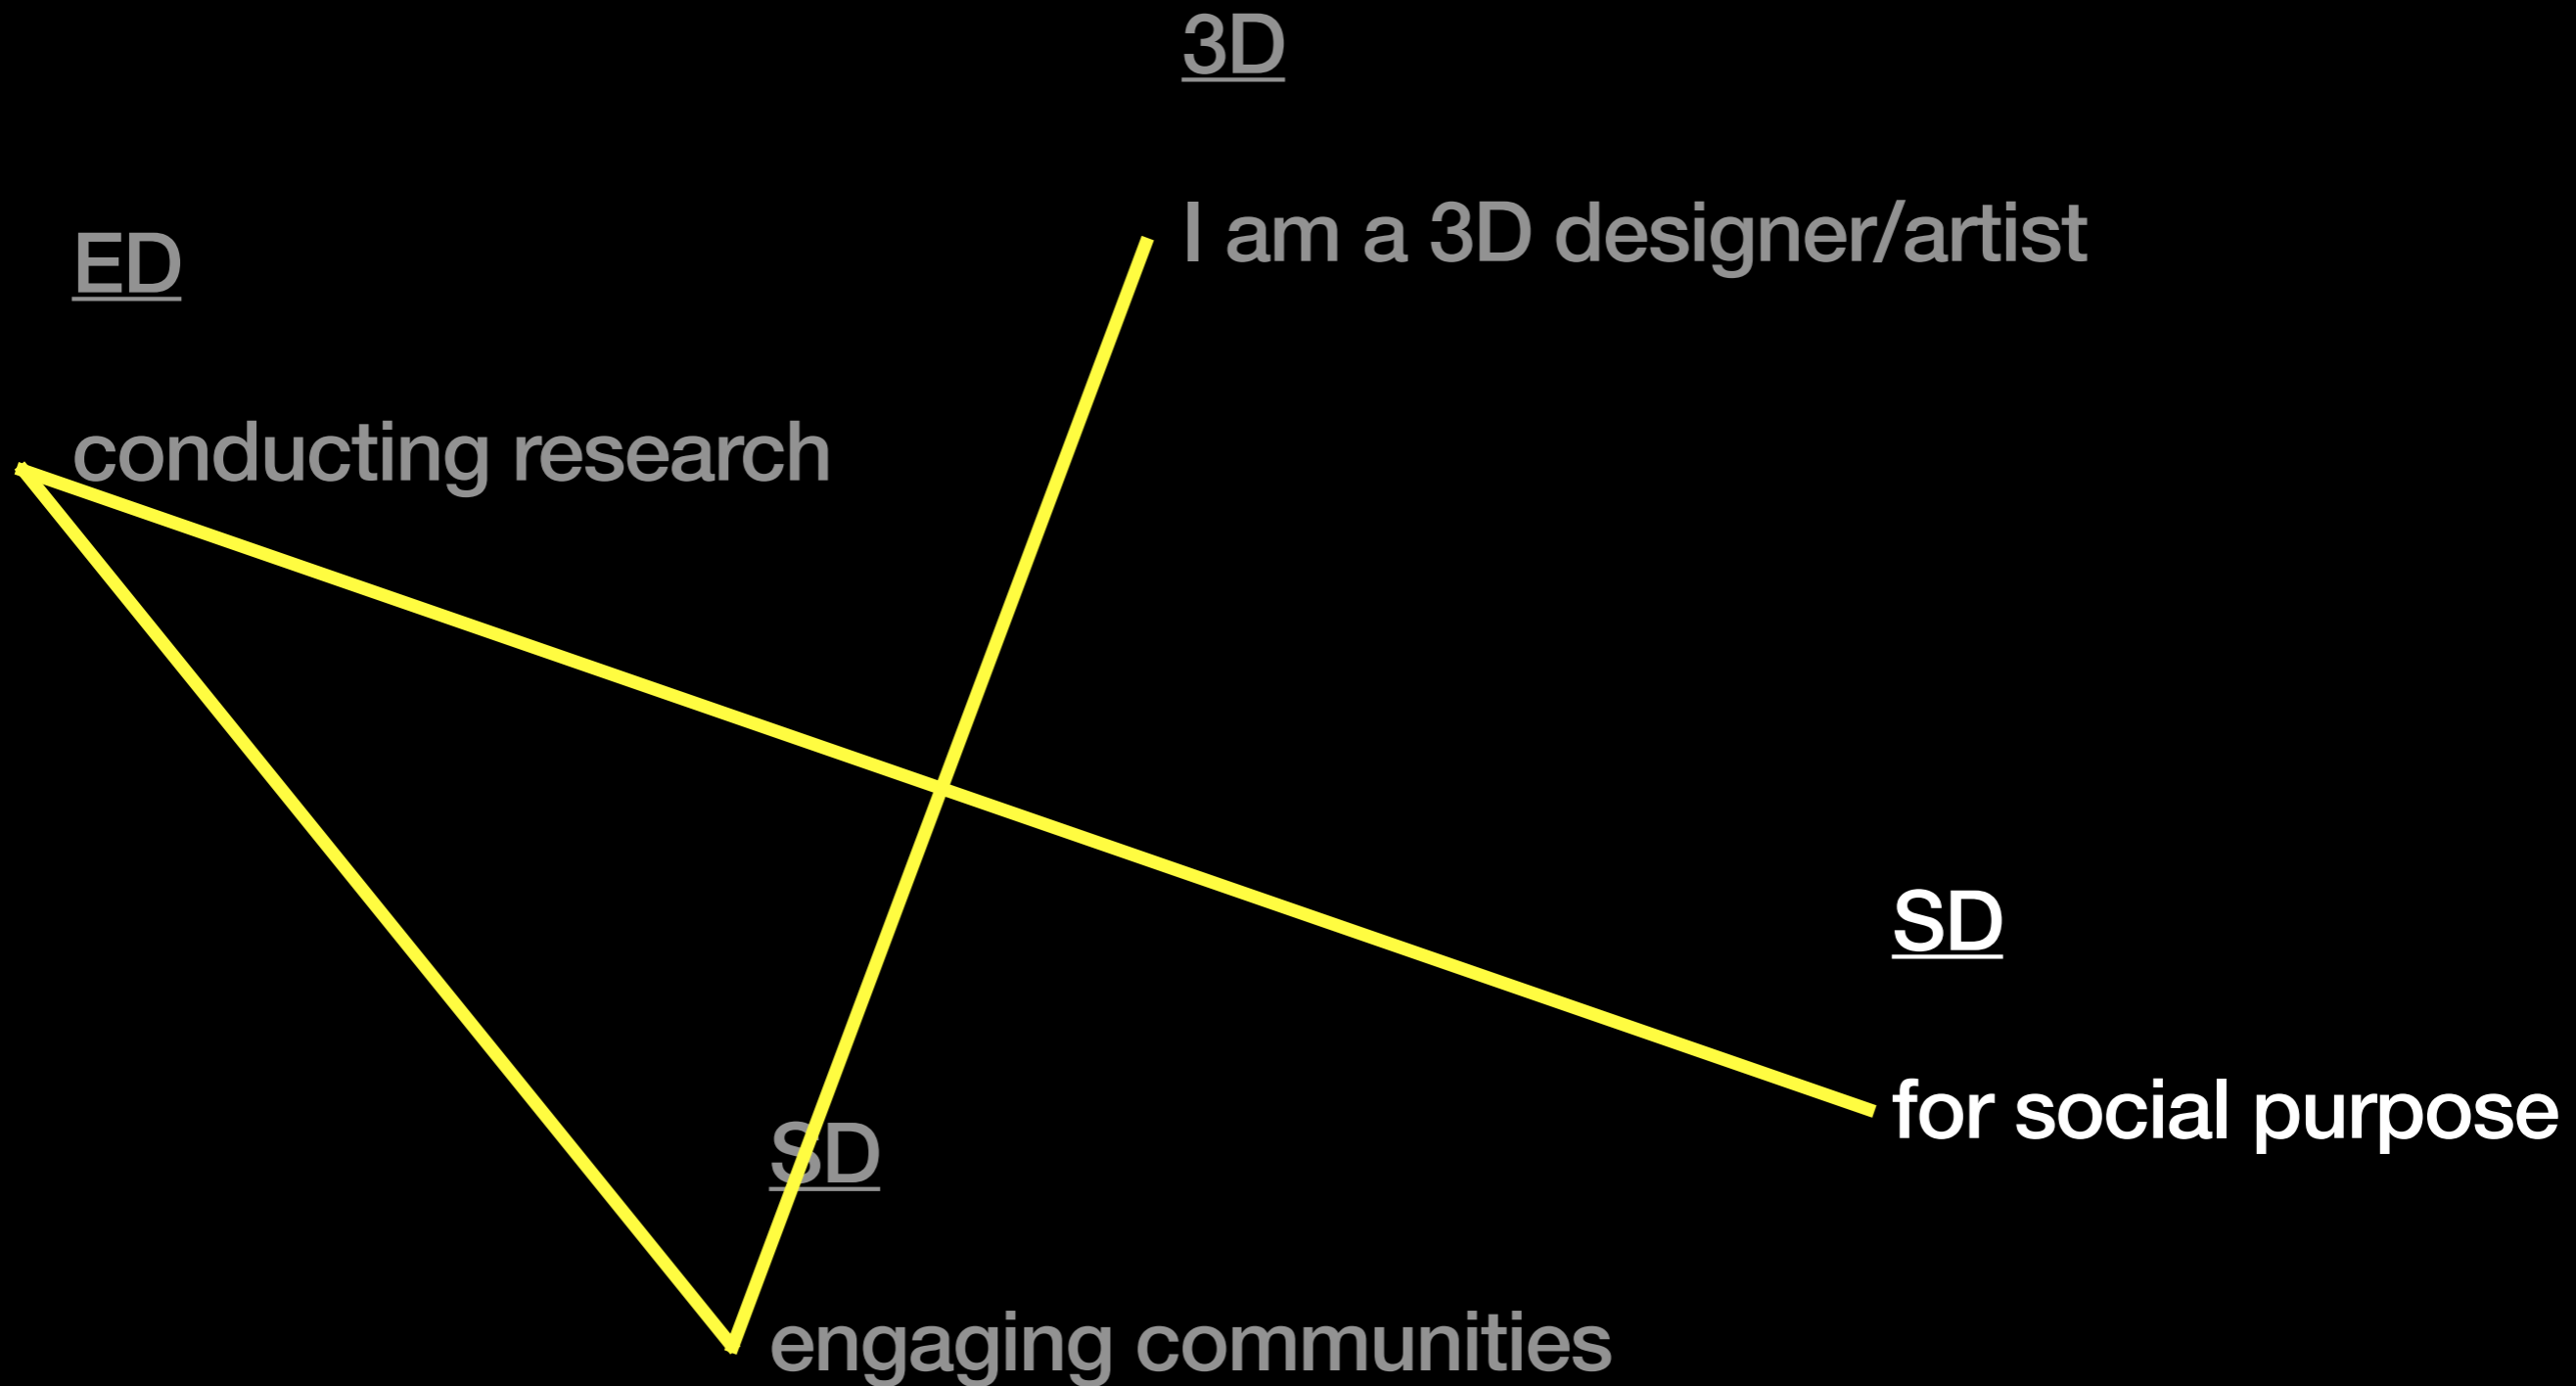 3D
I am a 3D designer/artist
ED
conducting research
SD
for social purpose
SD
engaging communities